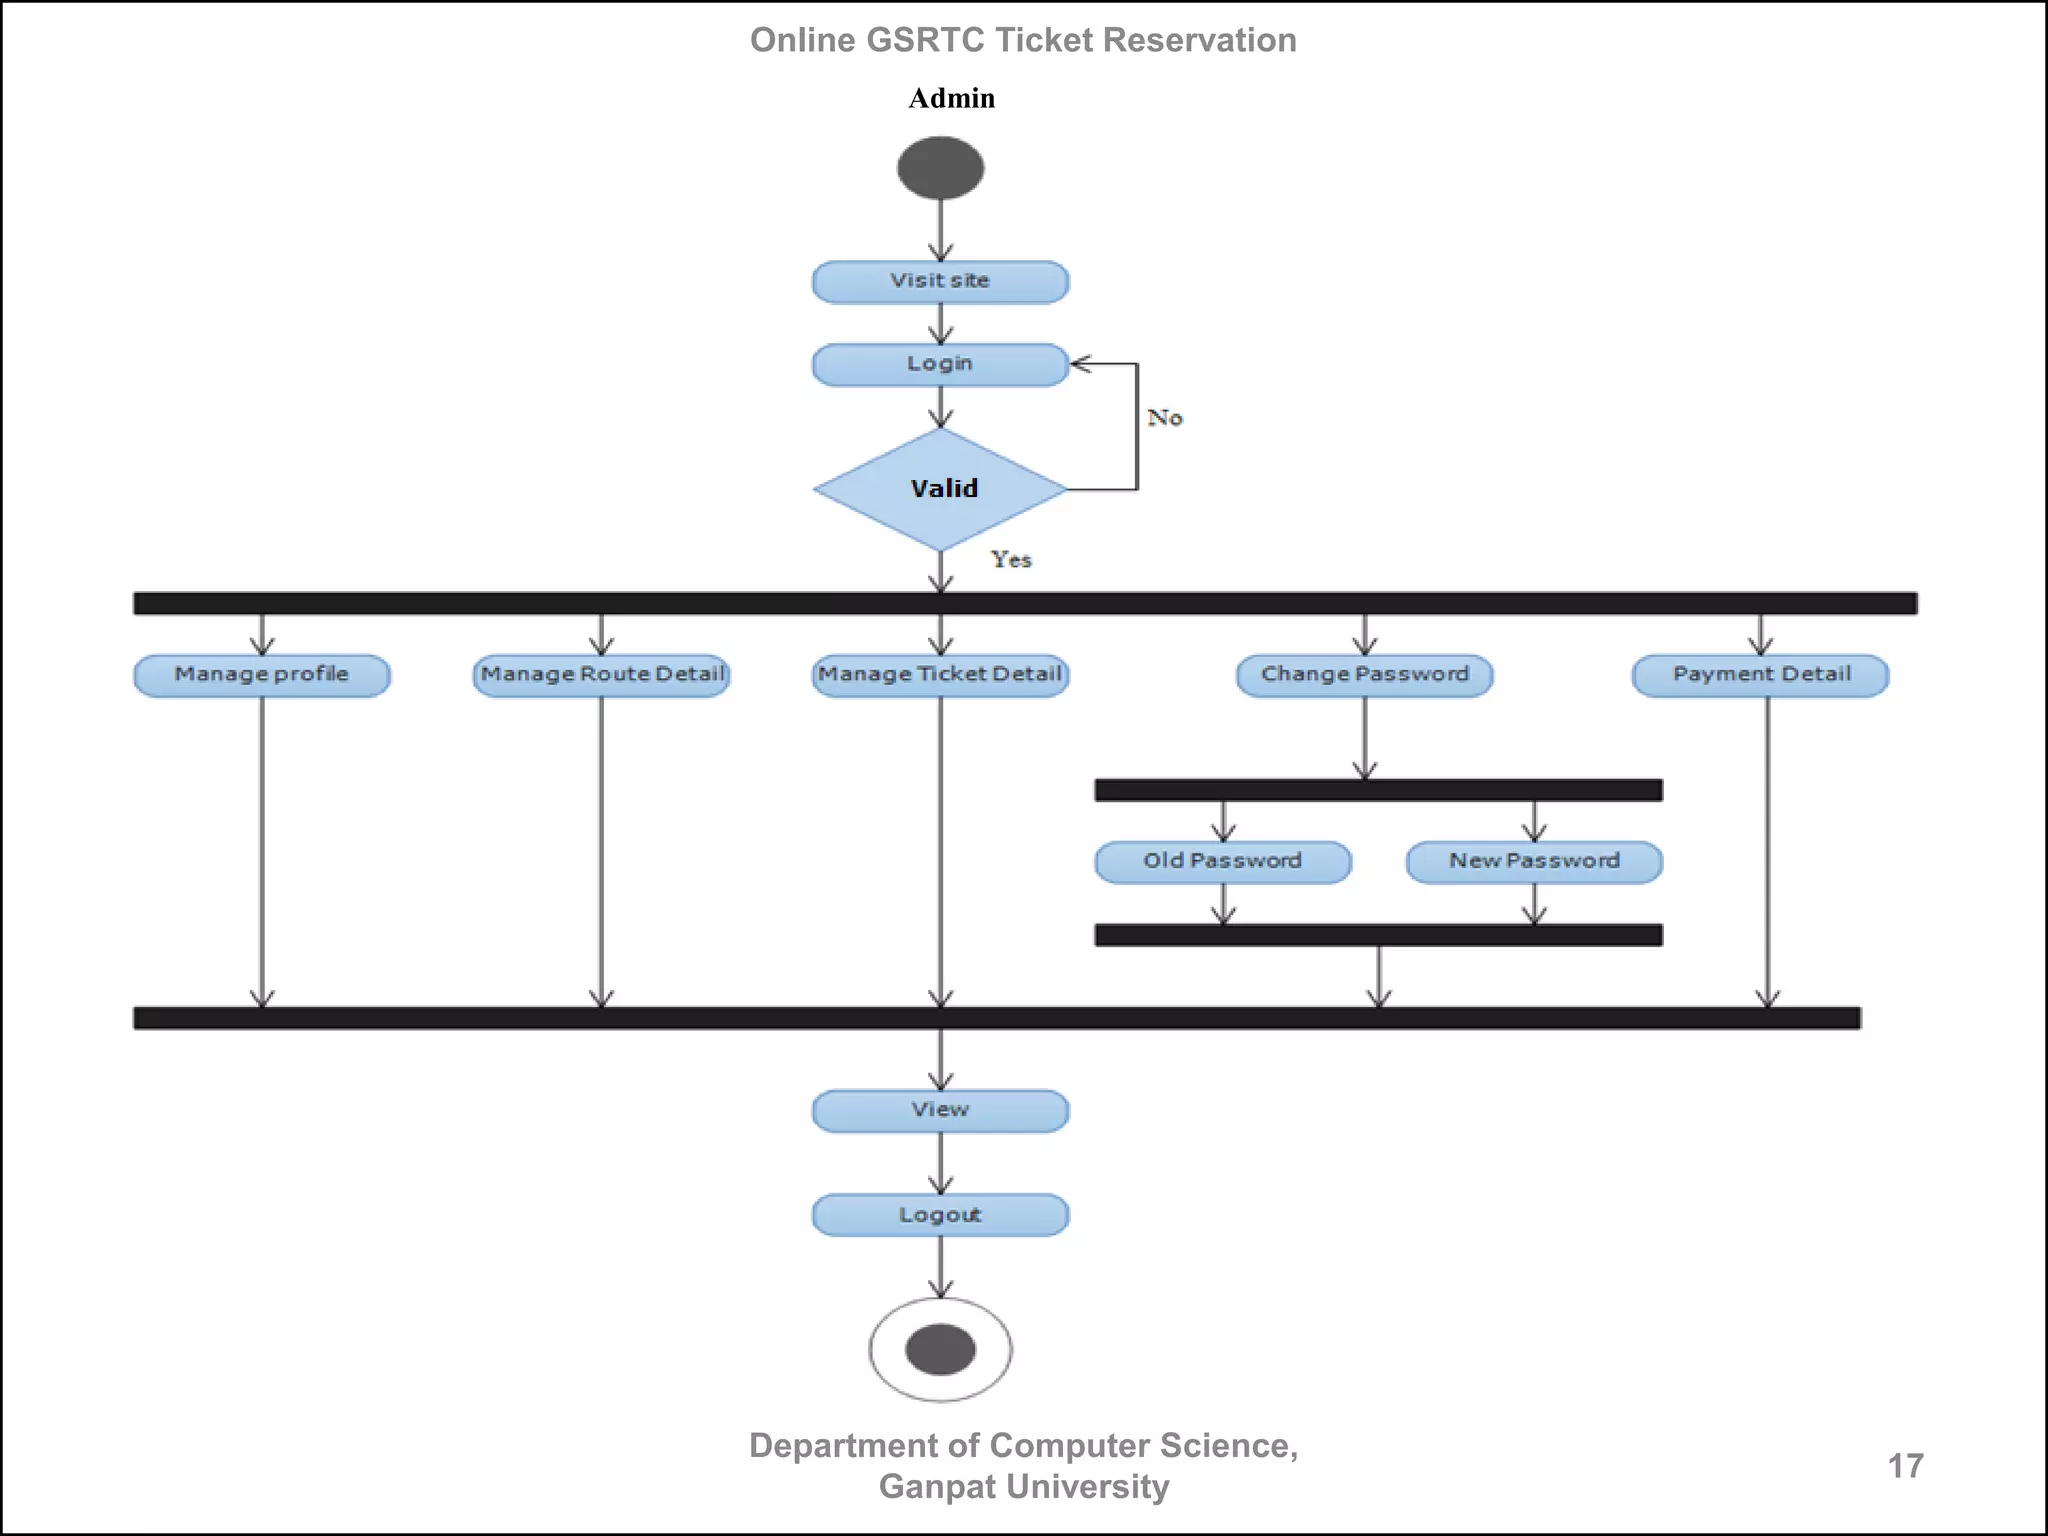 Online GSRTC Ticket Reservation
Admin
Visit site
Login
No
Valid
Yes
Manage profile
Manage Route Detail
Manage Ticket Detail
Change Password
Payment Detail
Old Password
New Password
View
Logout
Department of Computer Science,
Ganpat University
17